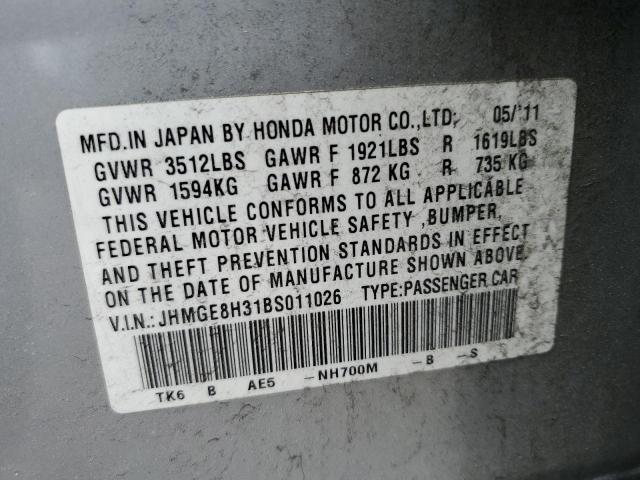 MFD.IN JAPAN BY HONDA MOTOR CO.,LTD. 05/'11
GVWR 3512LBS GAWR F 1921LBS R 1619LBS
GVWR 1594KG GAWR F 872 KG R 735 KG
THIS VEHICLE CONFORMS TO ALL APPLICABLE
FEDERAL MOTOR VEHICLE SAFETY ,BUMPER,
AND THEFT PREVENTION STANDARDS IN EFFECT
ON THE DATE OF MANUFACTURE SHOWN ABOVE.
V.I.N.: JHMGE8H31BS011026 TYPE:PASSENGER CAR
TK6 B AE5 -NH700M -B -S